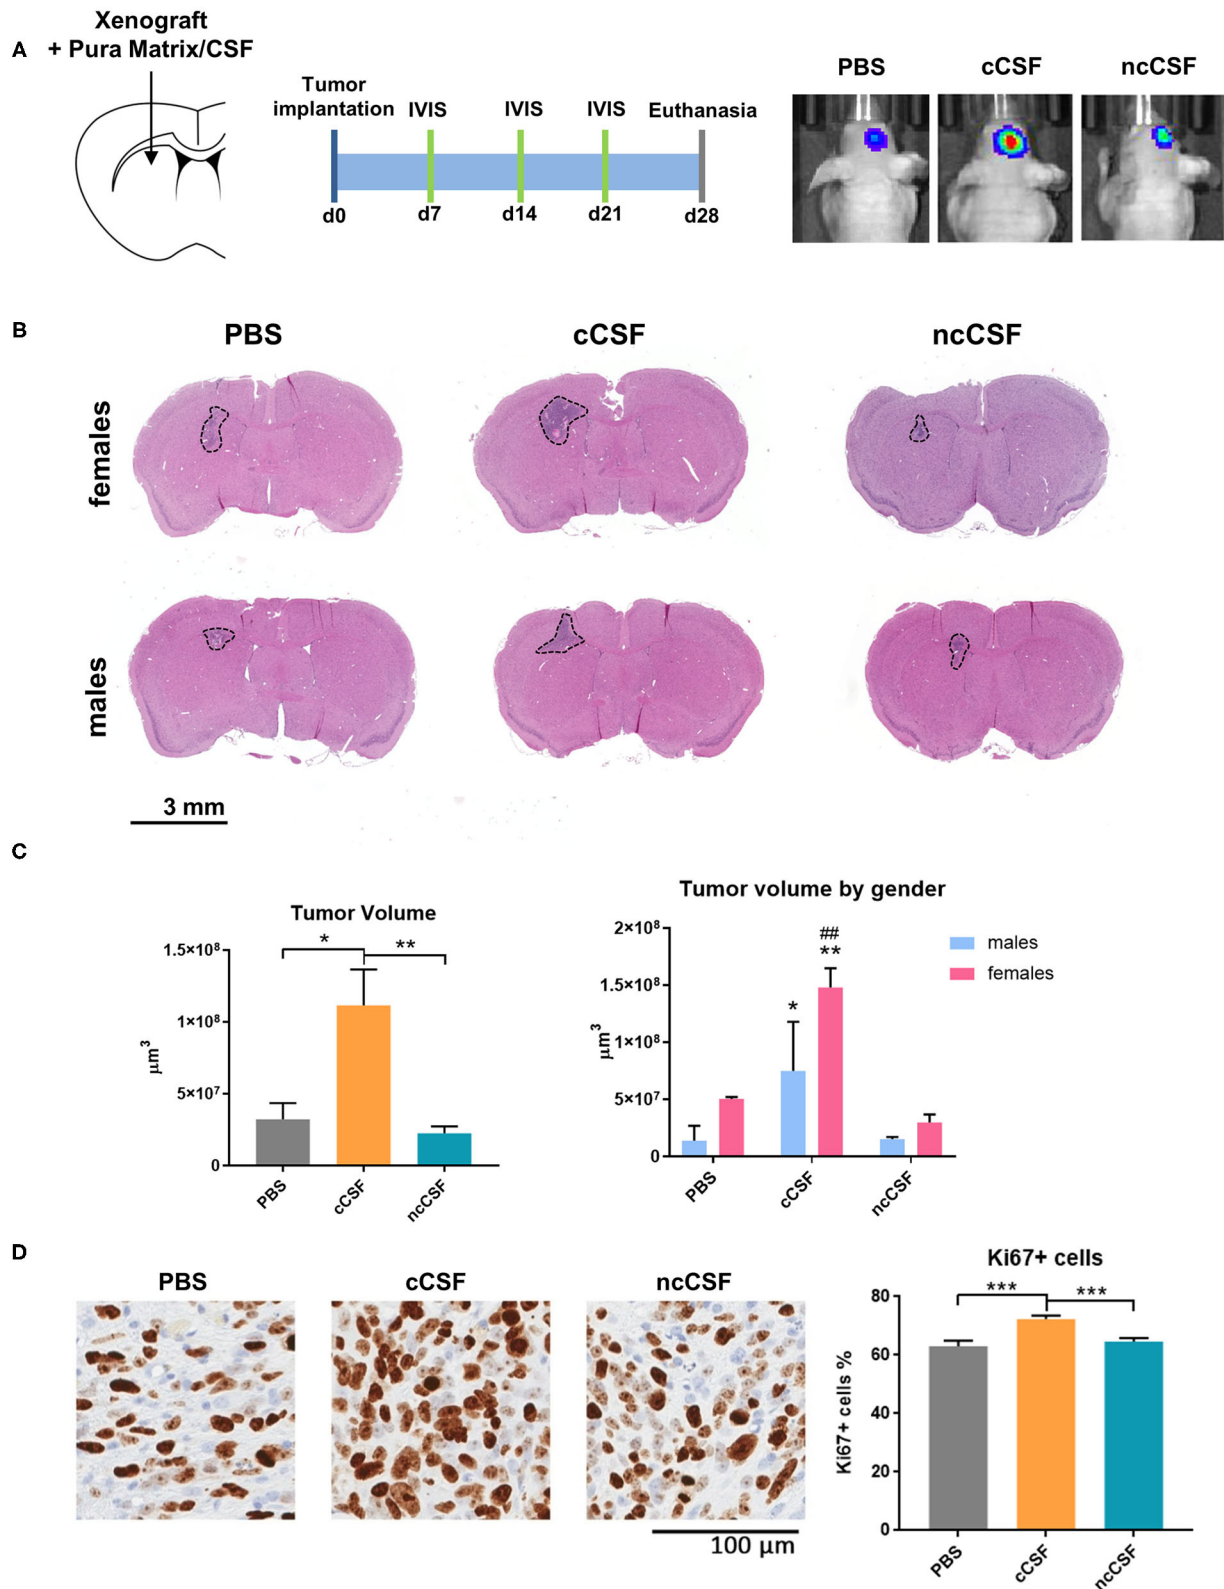 A
Xenograft
+ Pura Matrix/CSF
Tumor
implantation
IVIS
IVIS
IVIS
Euthanasia
d0
d7
d14
d21
d28
PBS
cCSF
ncCSF
B
PBS
cCSF
ncCSF
females
males
3 mm
C
Tumor Volume
1.5×10⁸
1×10⁸
5×10⁷
0
μm³
*
**
PBS
cCSF
ncCSF
Tumor volume by gender
2×10⁸
1.5×10⁸
1×10⁸
5×10⁷
0
μm³
*
##
**
males
females
PBS
cCSF
ncCSF
D
PBS
cCSF
ncCSF
100 μm
Ki67+ cells
80
60
40
20
0
Ki67+ cells %
***
***
PBS
cCSF
ncCSF